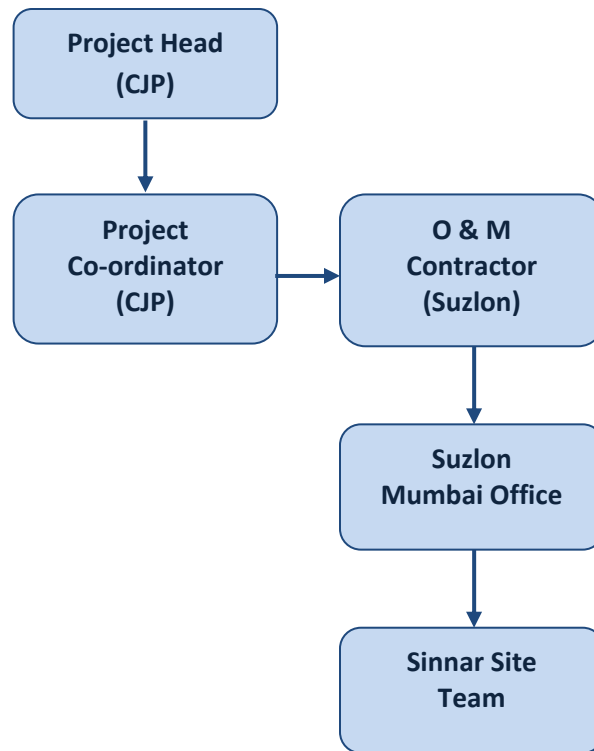 Project Head
(CJP)
Project
Co-ordinator
(CJP)
O & M
Contractor
(Suzlon)
Suzlon
Mumbai Office
Sinnar Site
Team